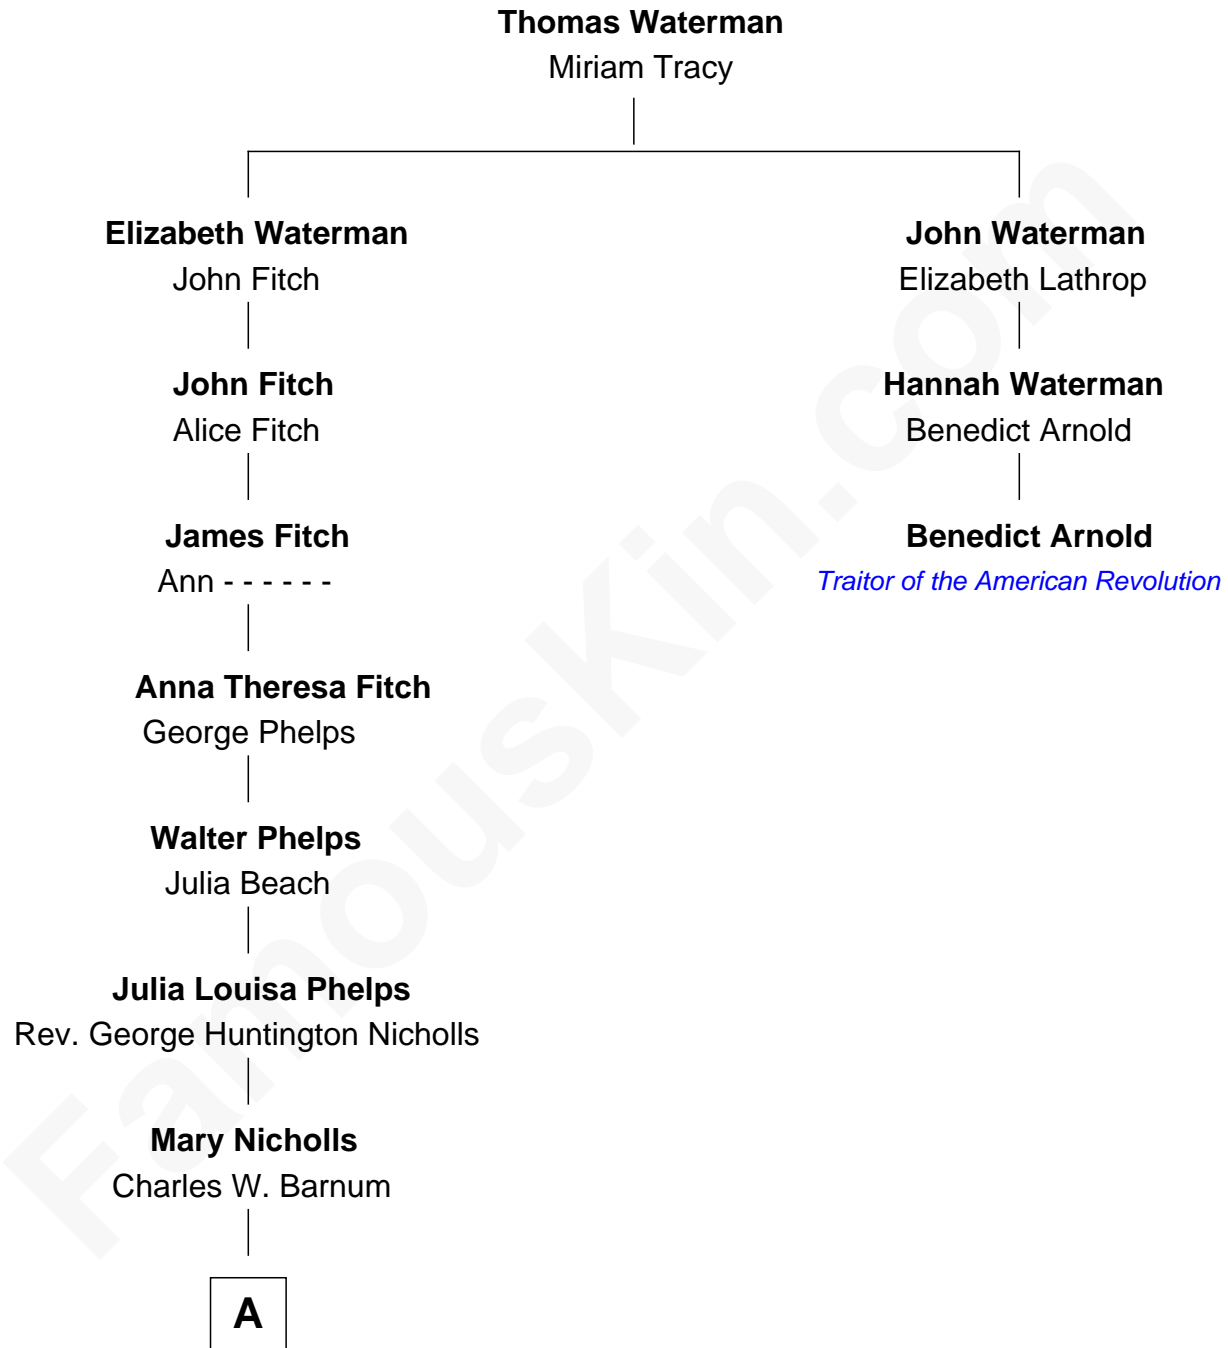 Thomas Waterman
Miriam Tracy
Elizabeth Waterman
John Fitch
John Waterman
Elizabeth Lathrop
John Fitch
Alice Fitch
Hannah Waterman
Benedict Arnold
James Fitch
Ann - - - - - -
Benedict Arnold
Traitor of the American Revolution
Anna Theresa Fitch
George Phelps
Walter Phelps
Julia Beach
Julia Louisa Phelps
Rev. George Huntington Nicholls
Mary Nicholls
Charles W. Barnum
A
FamousKin.com